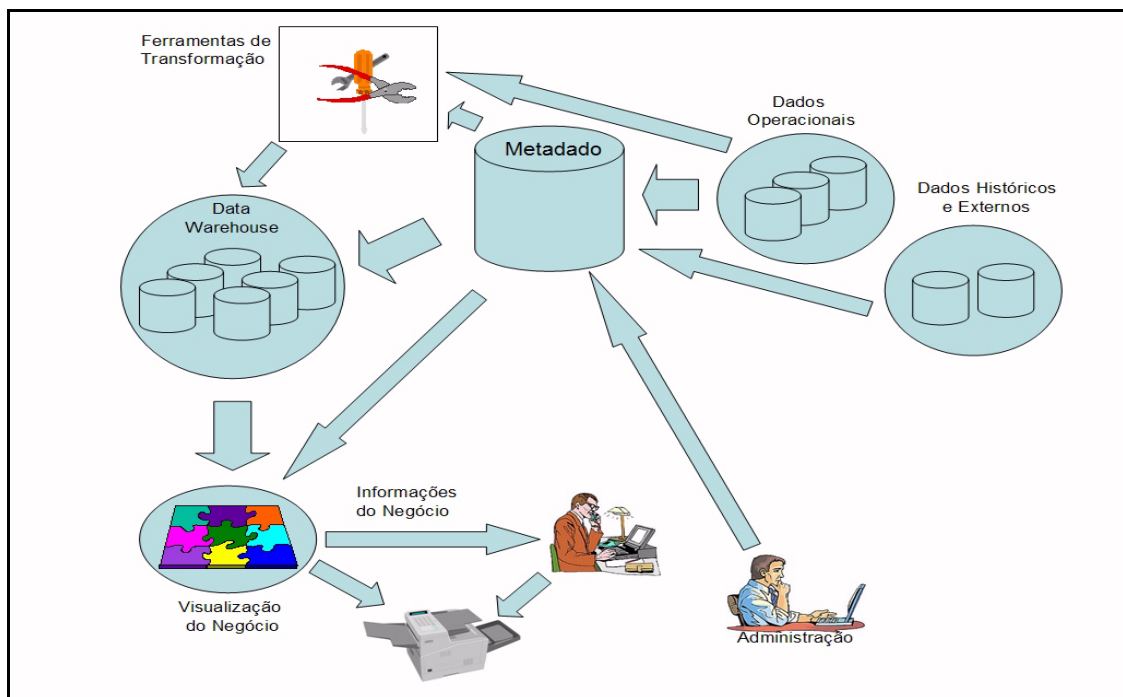 Ferramentas de
Transformação
Metadado
Dados
Operacionais
Dados Históricos
e Externos
Data
Warehouse
Informações
do Negócio
Visualização
do Negócio
Administração